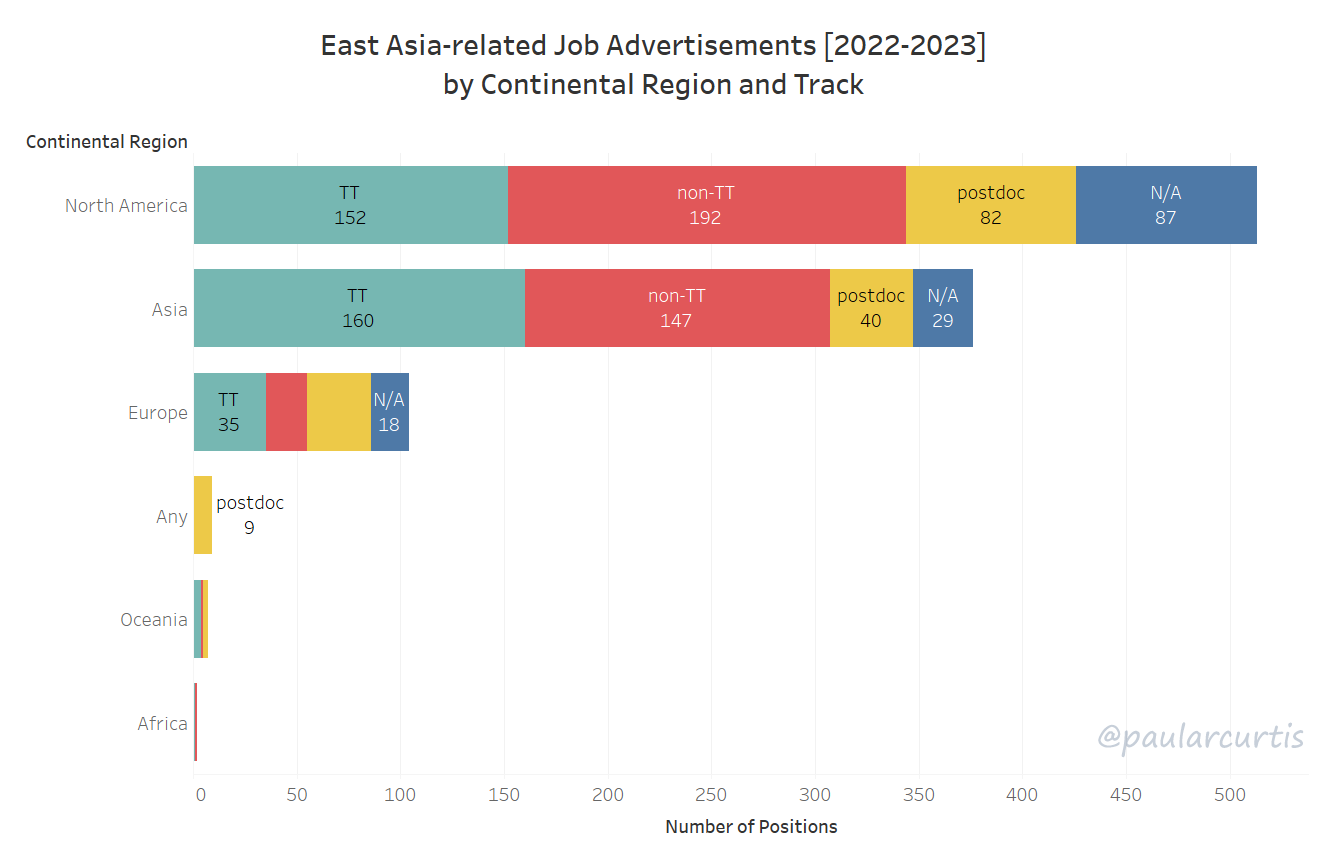 East Asia-related Job Advertisements [2022-2023]
by Continental Region and Track
Continental Region
North America
TT
152
non-TT
192
postdoc
82
N/A
87
Asia
TT
160
non-TT
147
postdoc
40
N/A
29
Europe
TT
35
N/A
18
Any
postdoc
9
Oceania
Africa
@paularcurtis
0 50 100 150 200 250 300 350 400 450 500
Number of Positions